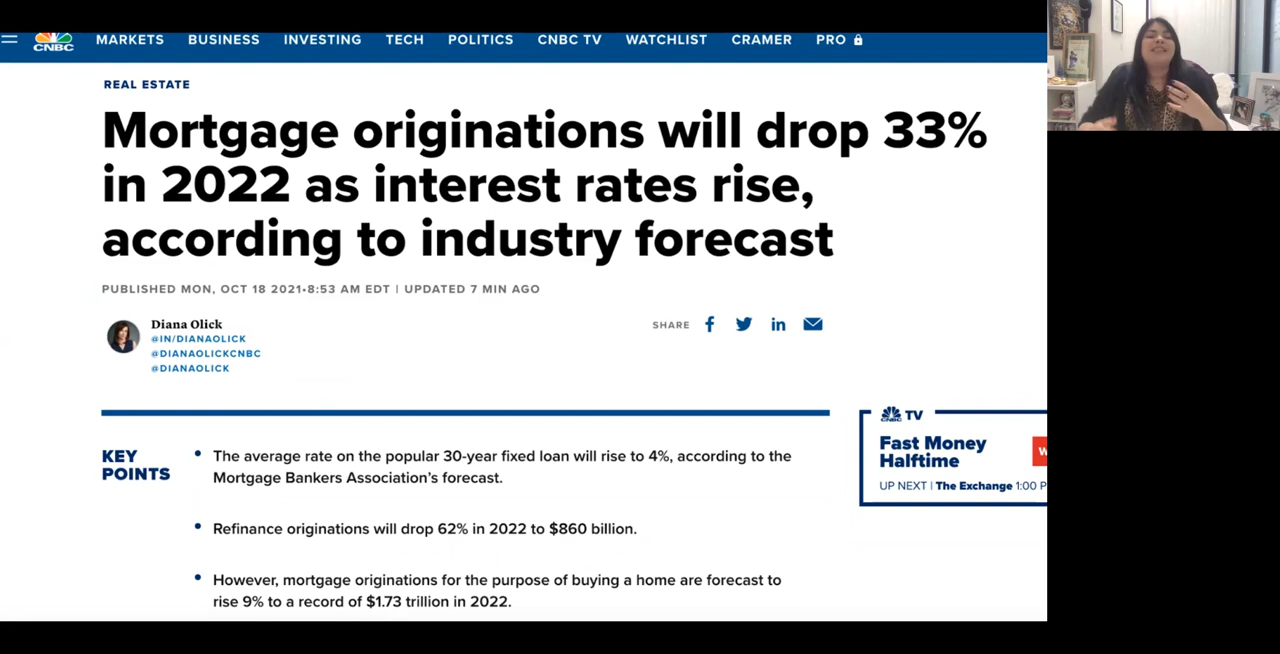 CNBC
MARKETS BUSINESS INVESTING TECH POLITICS CNBC TV WATCHLIST CRAMER PRO
REAL ESTATE
Mortgage originations will drop 33%
in 2022 as interest rates rise,
according to industry forecast
PUBLISHED MON, OCT 18 2021•8:53 AM EDT | UPDATED 7 MIN AGO
Diana Olick
@IN/DIANAOLICK
@DIANAOLICKCNBC
@DIANAOLICK
SHARE
KEY
POINTS
• The average rate on the popular 30-year fixed loan will rise to 4%, according to the
Mortgage Bankers Association’s forecast.
• Refinance originations will drop 62% in 2022 to $860 billion.
• However, mortgage originations for the purpose of buying a home are forecast to
rise 9% to a record of $1.73 trillion in 2022.
CNBC TV
Fast Money
Halftime
W
UP NEXT | The Exchange 1:00 P